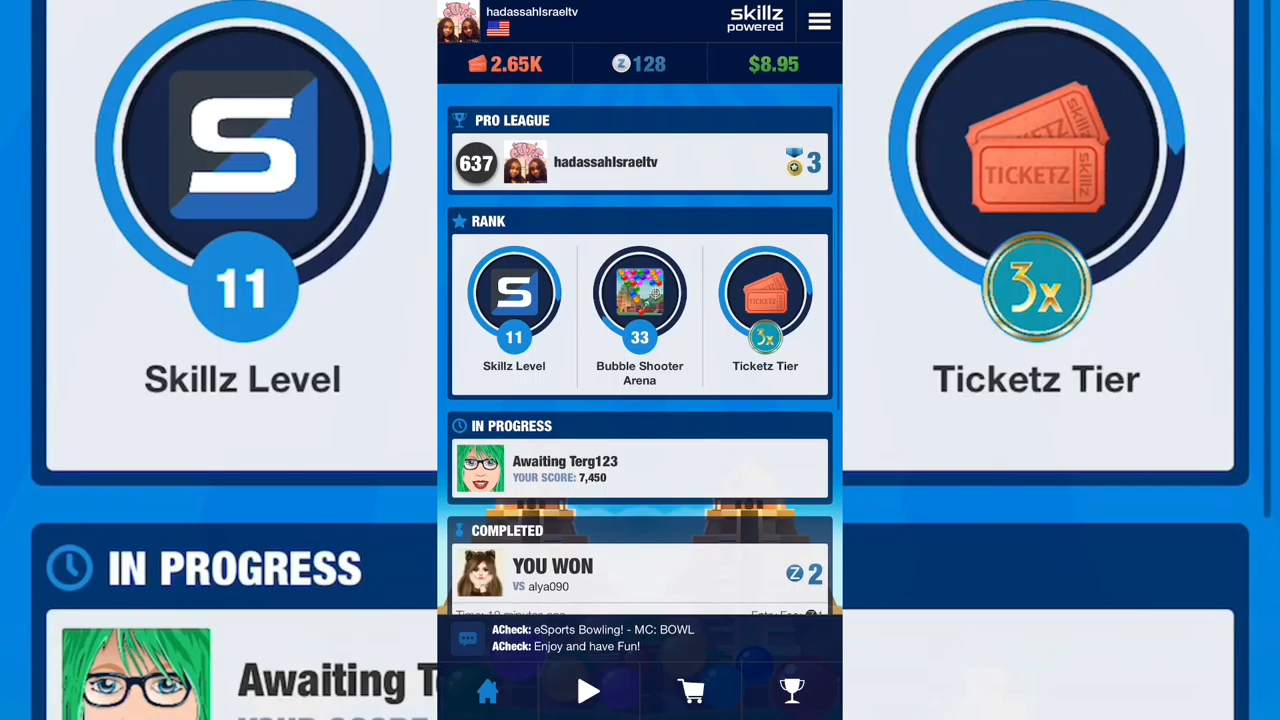 hadassahIsraeltv
skillz
powered
2.65K
Z 128
$8.95
PRO LEAGUE
637
hadassahIsraeltv
3
RANK
S
11
Skillz Level
33
Bubble Shooter
Arena
TICKETZ
3x
Ticketz Tier
IN PROGRESS
Awaiting Terg123
YOUR SCORE: 7,450
COMPLETED
YOU WON
VS alya090
Z 2
ACheck: eSports Bowling! - MC: BOWL
ACheck: Enjoy and have Fun!
S
11
Skillz Level
IN PROGRESS
Awaiting T
skillz
TICKETZ
3x
Ticketz Tier